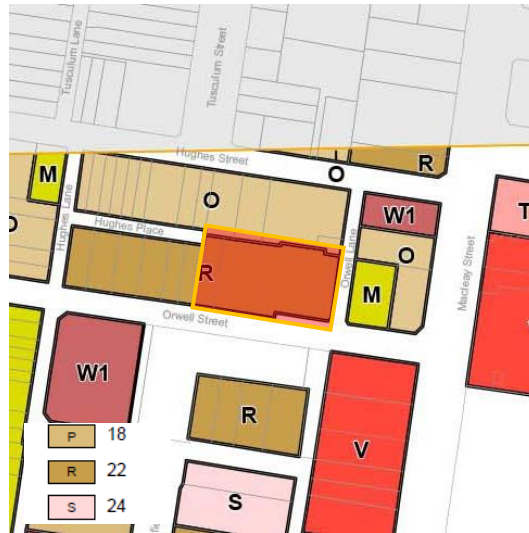 Tusculum Lane
Tusculum Street
Hughes Street
O
R
M
O
W1
T
O
Hughes Lane
Hughes Place
Orwell Lane
O
Macleay Street
R
M
Orwell Street
W1
R
V
P 18
R 22
S 24
S